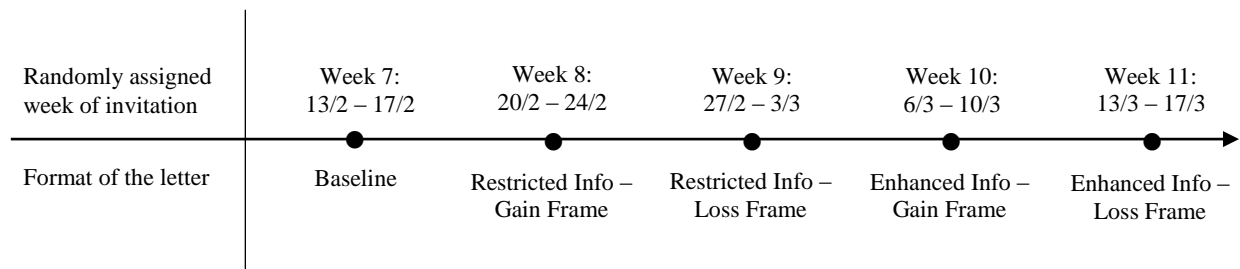 Randomly assigned
week of invitation
Week 7:
13/2 – 17/2
Week 8:
20/2 – 24/2
Week 9:
27/2 – 3/3
Week 10:
6/3 – 10/3
Week 11:
13/3 – 17/3
Format of the letter
Baseline
Restricted Info –
Gain Frame
Restricted Info –
Loss Frame
Enhanced Info –
Gain Frame
Enhanced Info –
Loss Frame